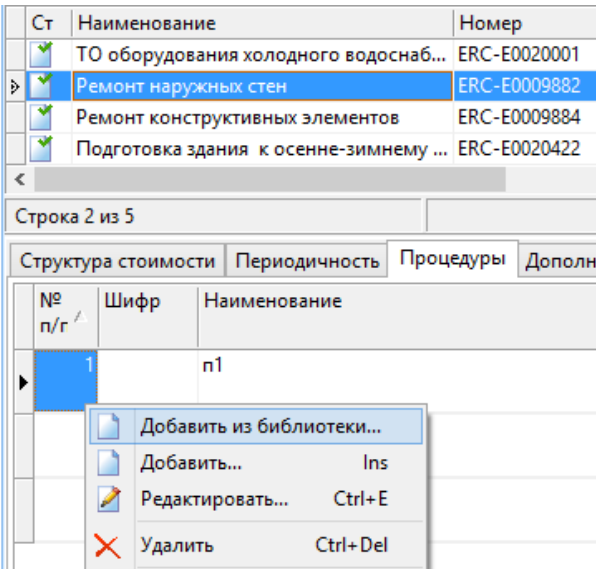 Ст Наименование Номер
ТО оборудования холодного водоснаб... ERC-E0020001
Ремонт наружных стен ERC-E0009882
Ремонт конструктивных элементов ERC-E0009884
Подготовка здания к осенне-зимнему ... ERC-E0020422
Строка 2 из 5
Структура стоимости Периодичность Процедуры Дополн
№ п/г Шифр Наименование
1 п1
Добавить из библиотеки...
Добавить... Ins
Редактировать... Ctrl+E
Удалить Ctrl+Del